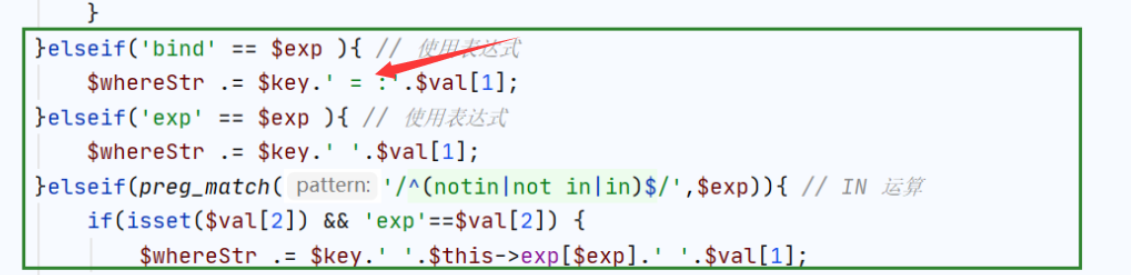 }
}elseif('bind' == $exp ){ // 使用表达式
$whereStr .= $key.' = :'.$val[1];
}elseif('exp' == $exp ){ // 使用表达式
$whereStr .= $key.' '.$val[1];
}elseif(preg_match( pattern: '/^(notin|not in|in)$/',$exp)){ // IN 运算
if(isset($val[2]) && 'exp'==$val[2]) {
$whereStr .= $key.' '.$this->exp[$exp].' '.$val[1];